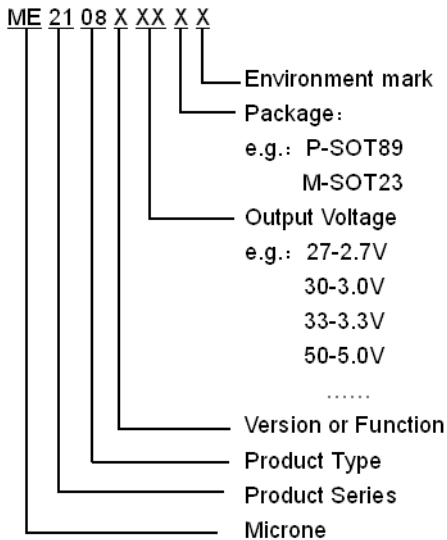 ME 21 08 X XX X X
Environment mark
Package：
e.g.：P-SOT89
M-SOT23
Output Voltage
e.g.：27-2.7V
30-3.0V
33-3.3V
50-5.0V
......
Version or Function
Product Type
Product Series
Microne